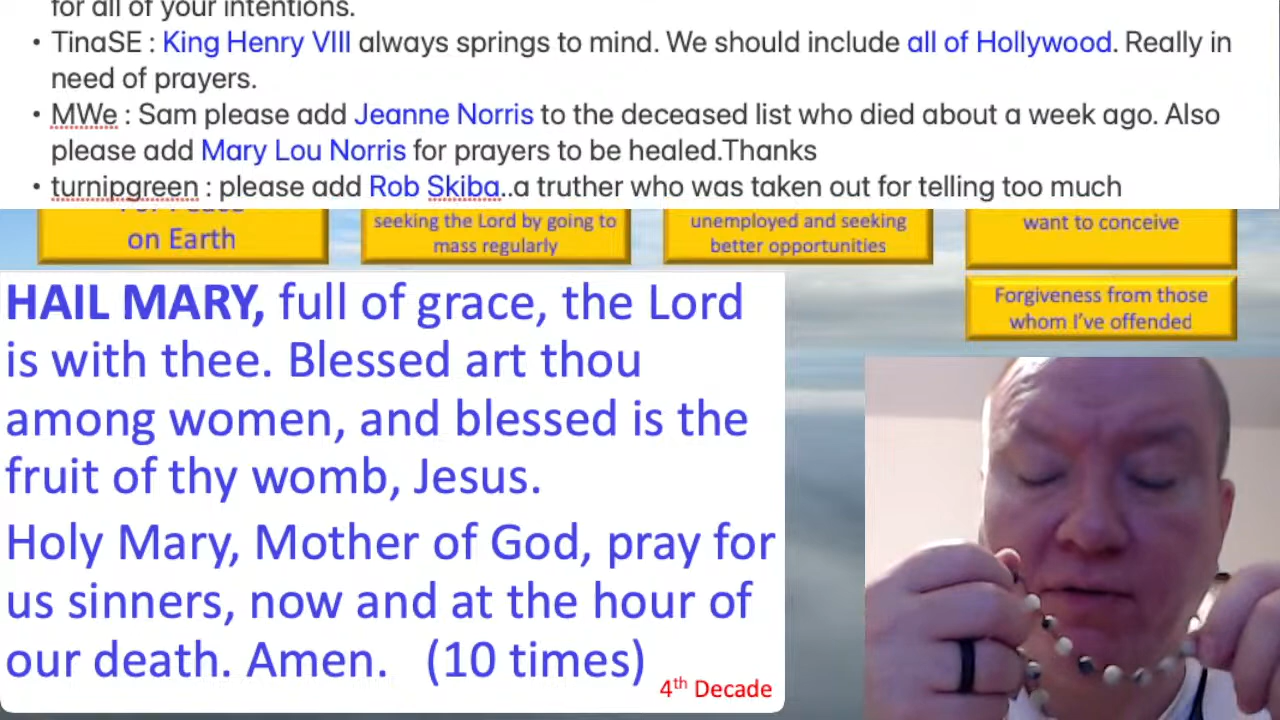 for all of your intentions.
• TinaSE : King Henry VIII always springs to mind. We should include all of Hollywood. Really in
need of prayers.
• MWe : Sam please add Jeanne Norris to the deceased list who died about a week ago. Also
please add Mary Lou Norris for prayers to be healed.Thanks
• turnipgreen : please add Rob Skiba..a truther who was taken out for telling too much
For Peace
on Earth
seeking the Lord by going to
mass regularly
unemployed and seeking
better opportunities
want to conceive
Forgiveness from those
whom I've offended
HAIL MARY, full of grace, the Lord
is with thee. Blessed art thou
among women, and blessed is the
fruit of thy womb, Jesus.
Holy Mary, Mother of God, pray for
us sinners, now and at the hour of
our death. Amen. (10 times)
4th Decade